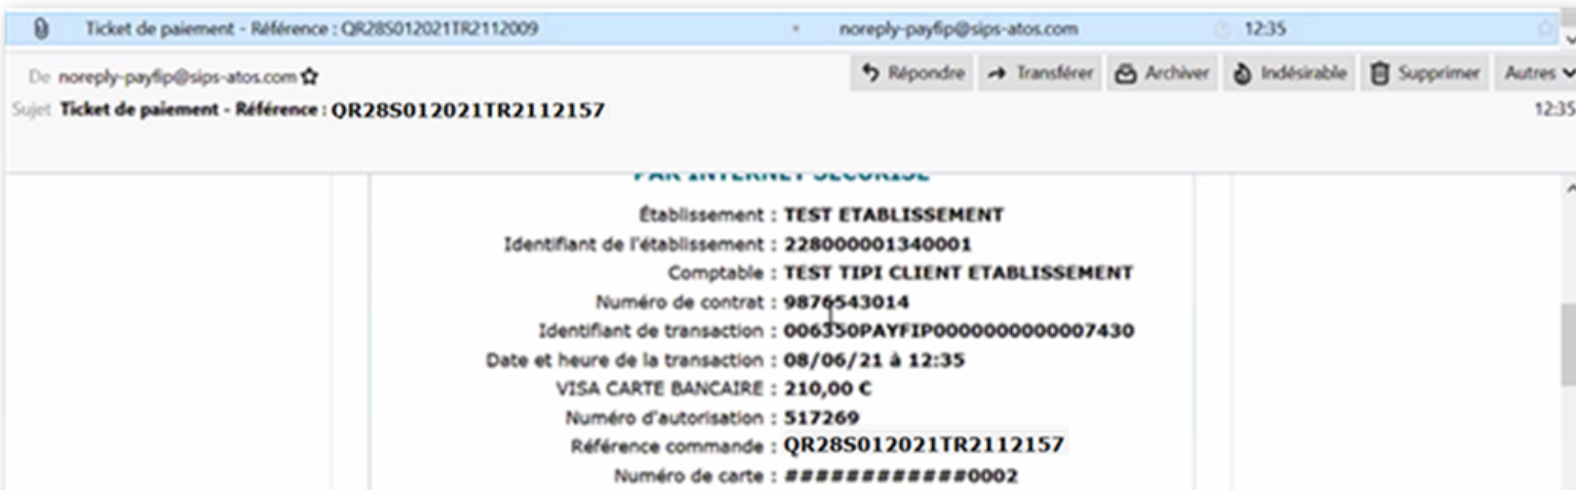 Ticket de paiement - Référence : QR28S012021TR2112009 noreply-payfip@sips-atos.com 12:35
De noreply-payfip@sips-atos.com Répondre Transférer Archiver Indésirable Supprimer Autres
Sujet Ticket de paiement - Référence : QR28S012021TR2112157 12:35
PAR INTERNET SECURISE
Établissement : TEST ETABLISSEMENT
Identifiant de l'établissement : 228000001340001
Comptable : TEST TIPI CLIENT ETABLISSEMENT
Numéro de contrat : 9876543014
Identifiant de transaction : 006350PAYFIP0000000000007430
Date et heure de la transaction : 08/06/21 à 12:35
VISA CARTE BANCAIRE : 210,00 €
Numéro d'autorisation : 517269
Référence commande : QR28S012021TR2112157
Numéro de carte : ############0002